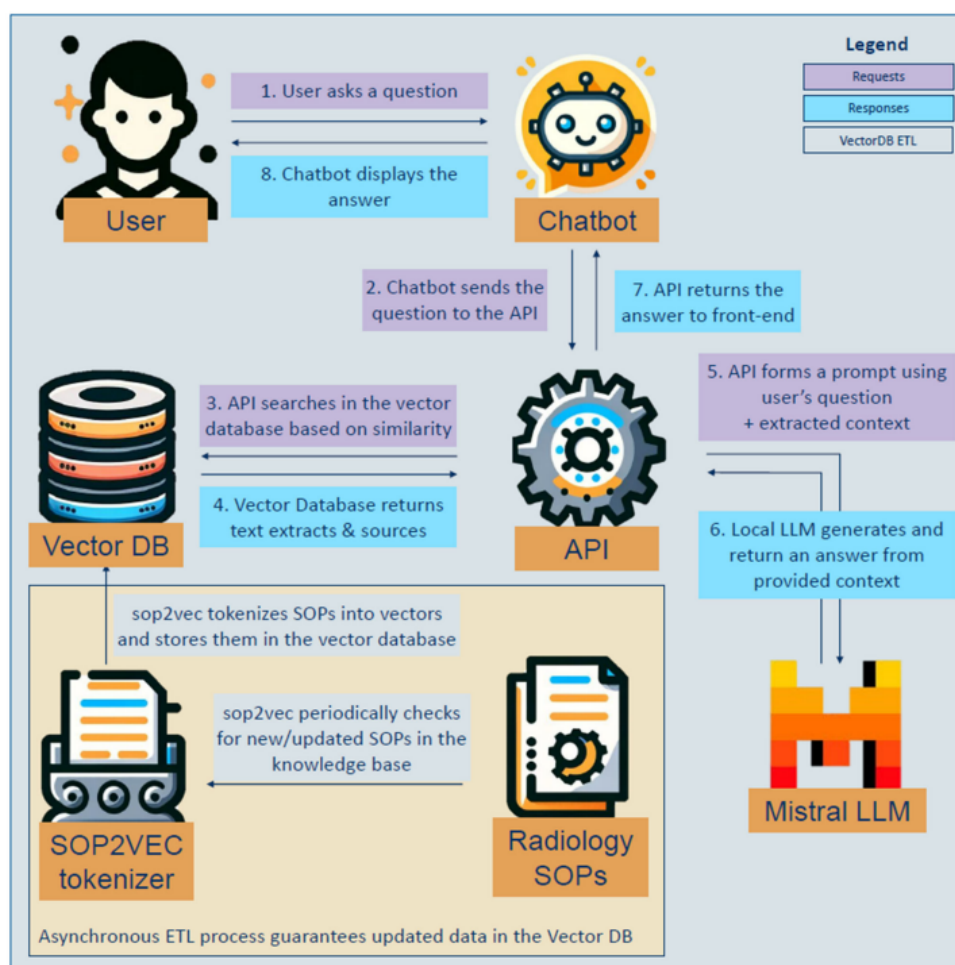 Legend
Requests
Responses
VectorDB ETL
1. User asks a question
8. Chatbot displays the
answer
User
Chatbot
2. Chatbot sends the
question to the API
7. API returns the
answer to front-end
3. API searches in the vector
database based on similarity
4. Vector Database returns
text extracts & sources
Vector DB
API
5. API forms a prompt using
user's question
+ extracted context
6. Local LLM generates and
return an answer from
provided context
Mistral LLM
sop2vec tokenizes SOPs into vectors
and stores them in the vector database
sop2vec periodically checks
for new/updated SOPs in the
knowledge base
SOP2VEC
tokenizer
Radiology
SOPs
Asynchronous ETL process guarantees updated data in the Vector DB